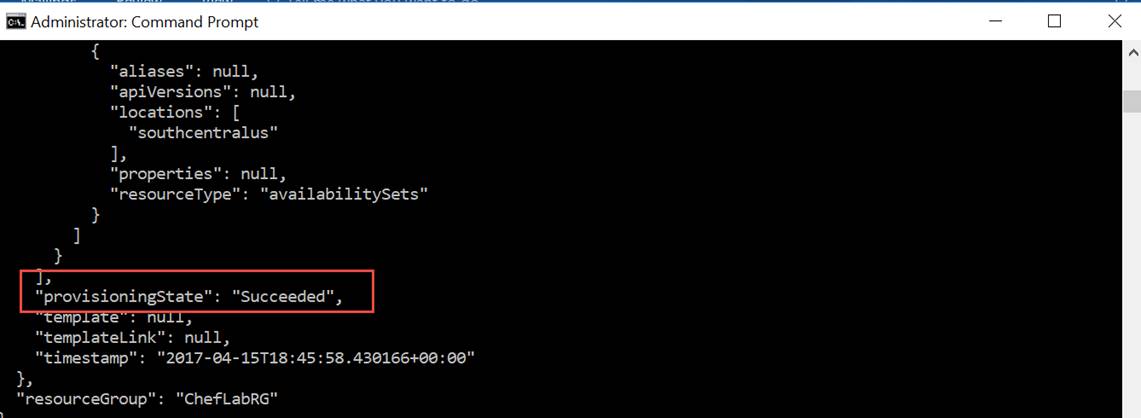 Administrator: Command Prompt
{
"aliases": null,
"apiVersions": null,
"locations": [
"southcentralus"
],
"properties": null,
"resourceType": "availabilitySets"
}
]
}
],
"provisioningState": "Succeeded",
"template": null,
"templateLink": null,
"timestamp": "2017-04-15T18:45:58.430166+00:00"
},
"resourceGroup": "ChefLabRG"